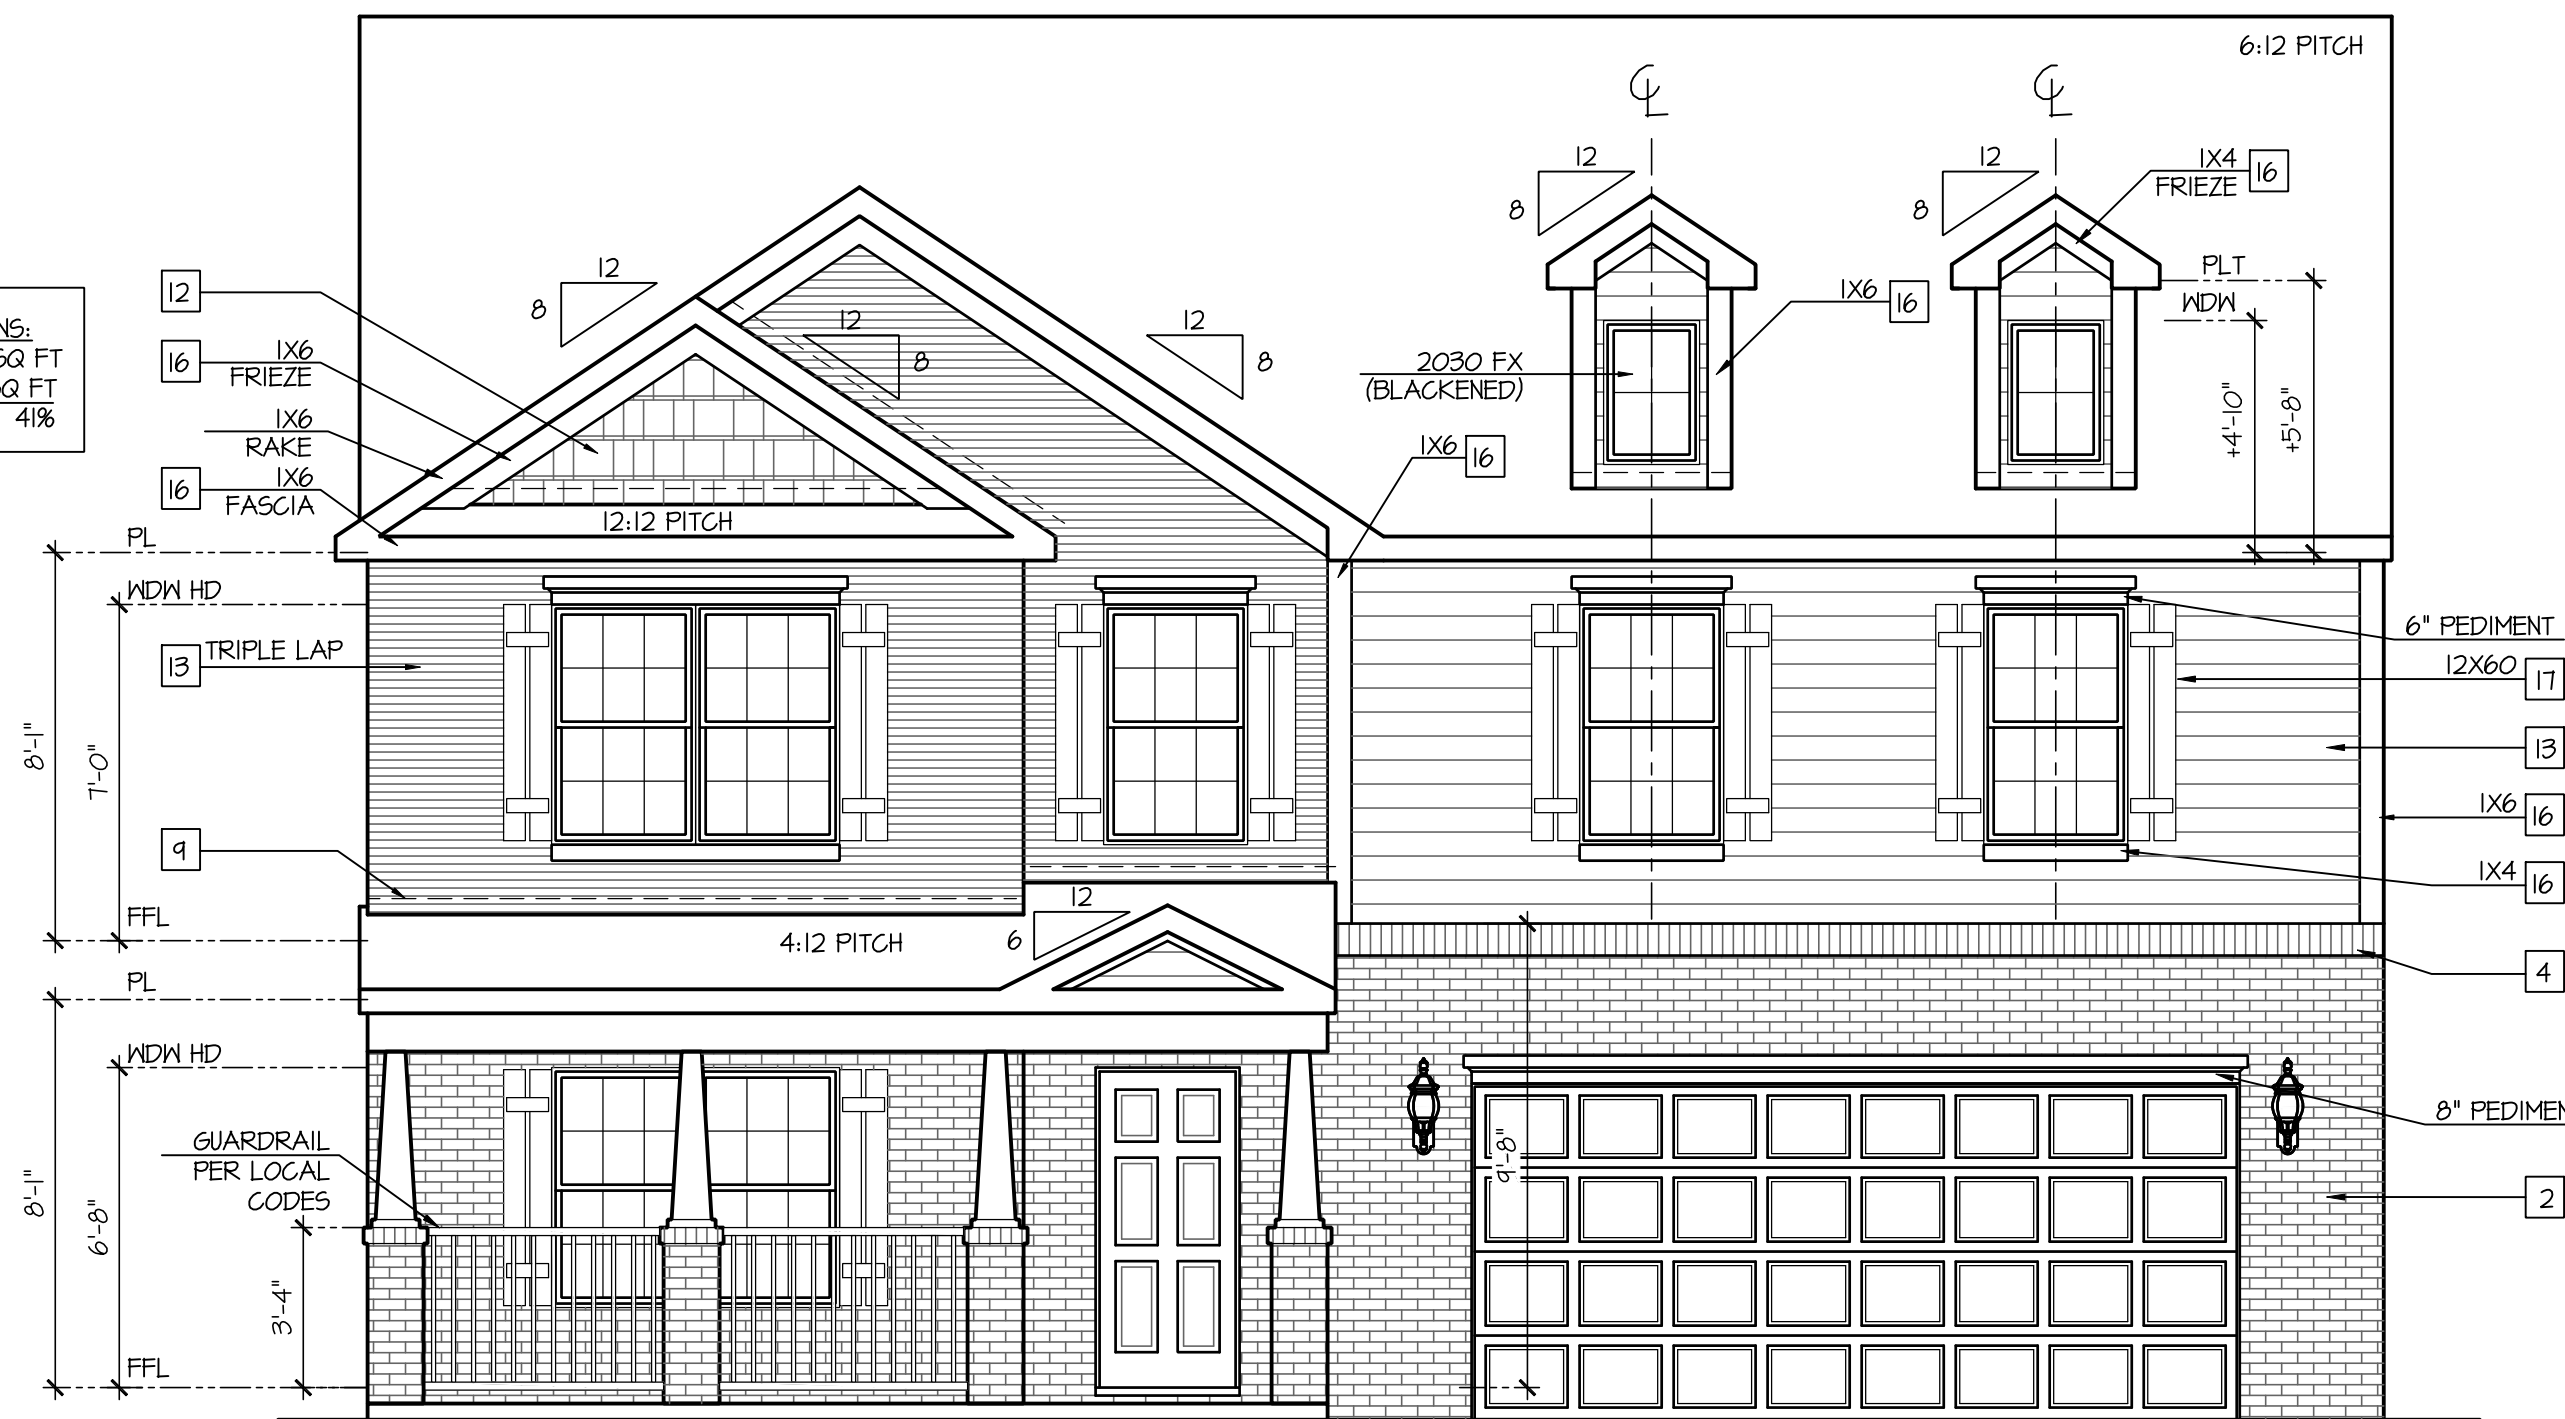 6:12 PITCH
℄
℄
12
8
12
8
1X4
FRIEZE
16
NS:
SQ FT
SQ FT
41%
12
16
1X6
FRIEZE
1X6
RAKE
16
1X6
FASCIA
12
8
12
8
12
8
12:12 PITCH
2030 FX
(BLACKENED)
1X6
16
1X6
16
PLT
WDW
+4'-10"
+5'-8"
PL
WDW HD
13
TRIPLE LAP
8'-1"
7'-0"
9
FFL
6" PEDIMENT
12X60
17
13
1X6
16
1X4
16
4
4:12 PITCH
12
6
PL
WDW HD
GUARDRAIL
PER LOCAL
CODES
8'-1"
6'-8"
3'-4"
FFL
9'-8"
8" PEDIMEN
2